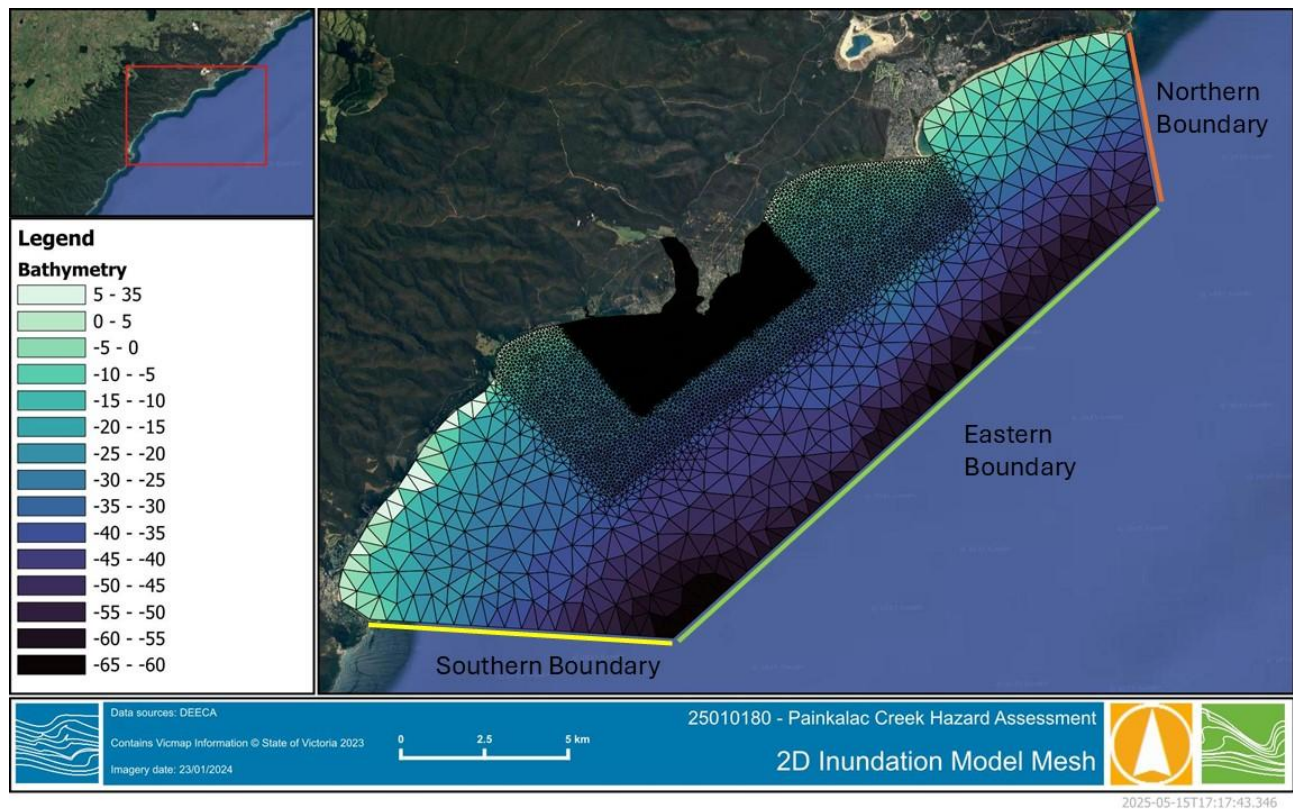 Northern
Boundary
Eastern
Boundary
Southern Boundary
Legend
Bathymetry
5 - 35
0 - 5
-5 - 0
-10 - -5
-15 - -10
-20 - -15
-25 - -20
-30 - -25
-35 - -30
-40 - -35
-45 - -40
-50 - -45
-55 - -50
-60 - -55
-65 - -60
Data sources: DEECA
Contains Vicmap Information © State of Victoria 2023
Imagery date: 23/01/2024
0 2.5 5 km
25010180 - Painkalac Creek Hazard Assessment
2D Inundation Model Mesh
2025-05-15T17:17:43.346